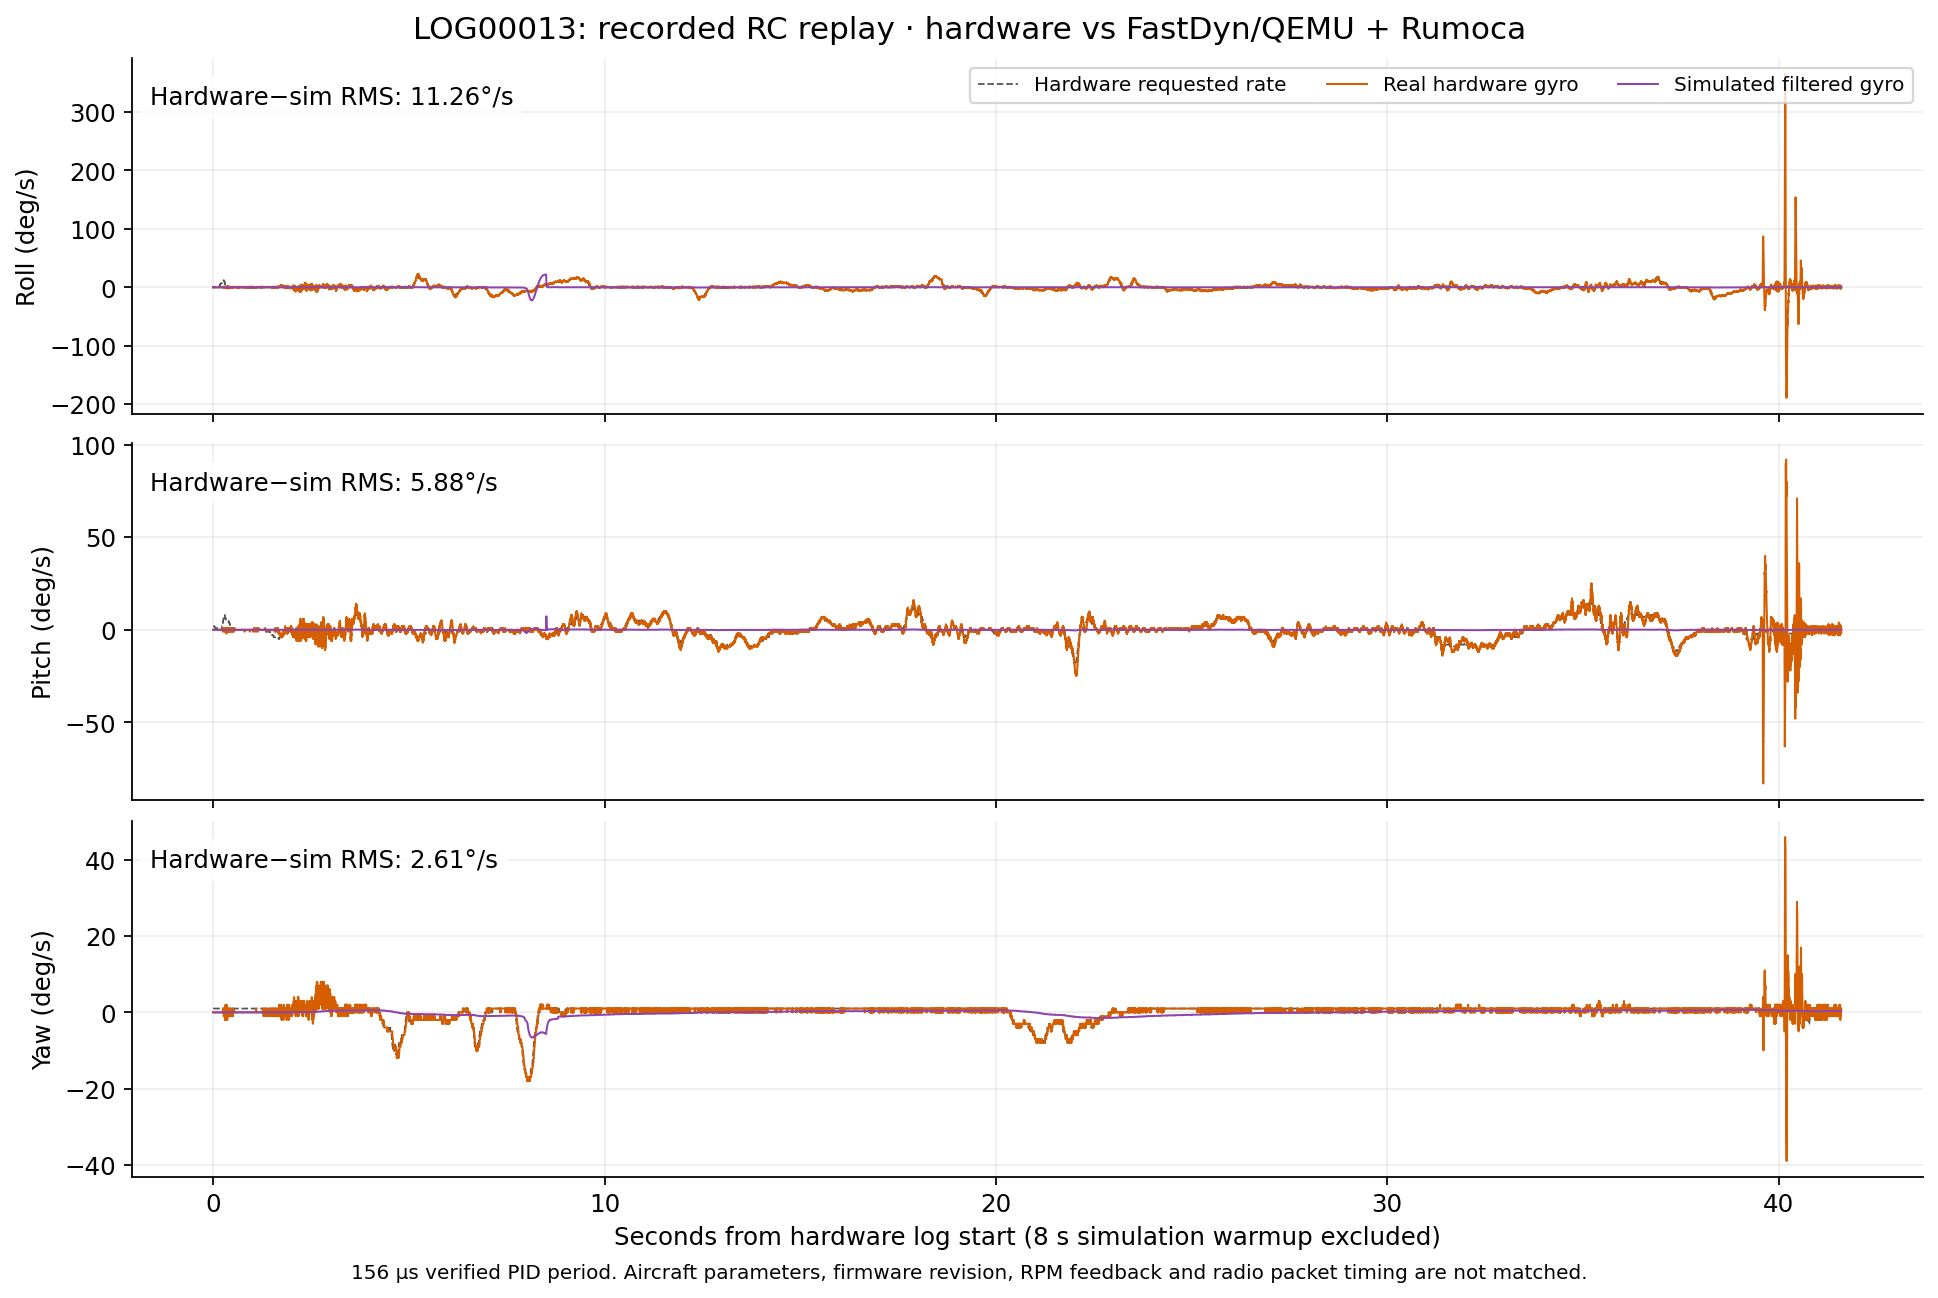 LOG00013: recorded RC replay · hardware vs FastDyn/QEMU + Rumoca
Hardware−sim RMS: 11.26°/s
Hardware requested rate
Real hardware gyro
Simulated filtered gyro
Roll (deg/s)
300
200
100
0
−100
−200
Hardware−sim RMS: 5.88°/s
Pitch (deg/s)
100
50
0
−50
Hardware−sim RMS: 2.61°/s
Yaw (deg/s)
40
20
0
−20
−40
0 10 20 30 40
Seconds from hardware log start (8 s simulation warmup excluded)
156 µs verified PID period. Aircraft parameters, firmware revision, RPM feedback and radio packet timing are not matched.